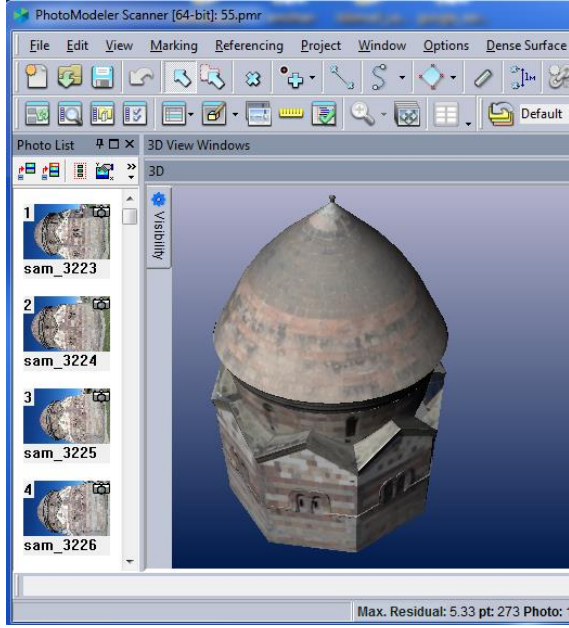 PhotoModeler Scanner [64-bit]: 55.pmr
File Edit View Marking Referencing Project Window Options Dense Surface
1M
Default
Photo List
3D View Windows
3D
Visibility
1
sam_3223
2
sam_3224
3
sam_3225
4
sam_3226
Max. Residual: 5.33 pt: 273 Photo: